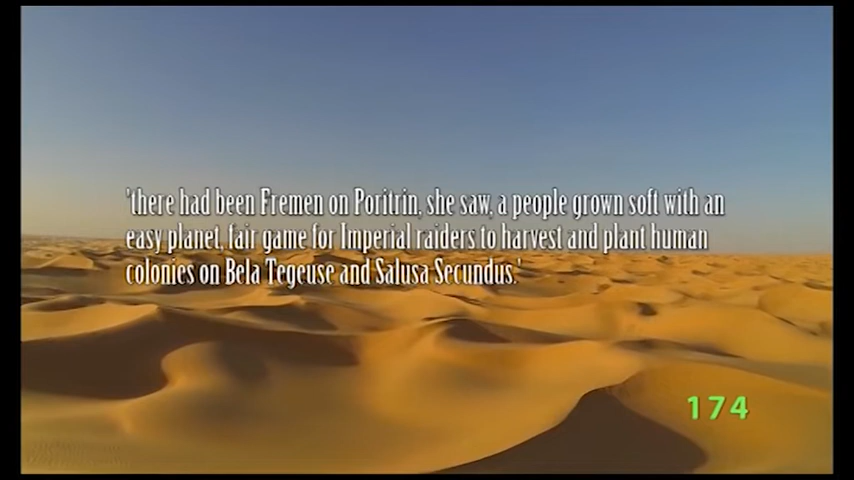 'there had been Fremen on Poritrin, she saw, a people grown soft with an
easy planet, fair game for Imperial raiders to harvest and plant human
colonies on Bela Tegeuse and Salusa Secundus.'
174